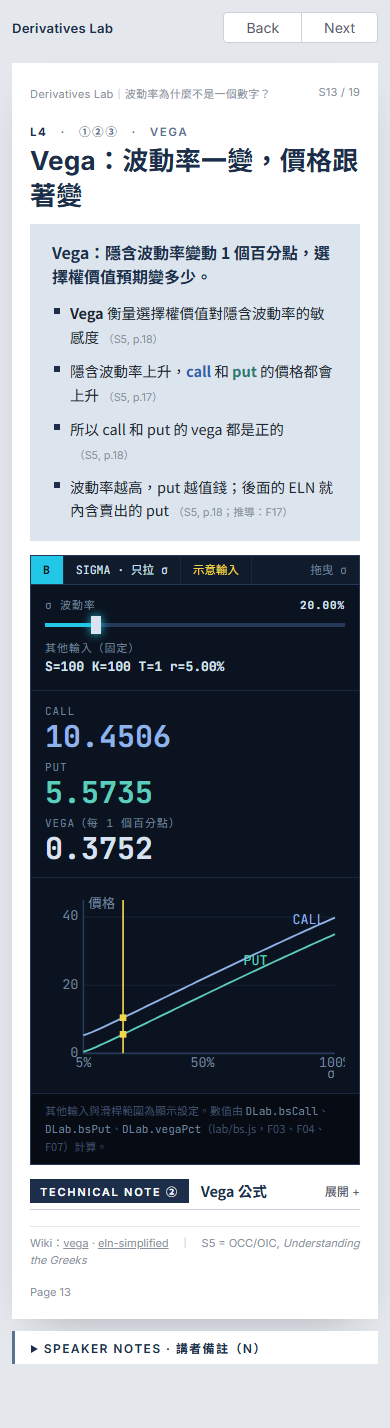 Derivatives Lab
Back
Next
Derivatives Lab｜波動率為什麼不是一個數字？
S13 / 19
L4 · ①②③ · VEGA
Vega：波動率一變，價格跟
著變
Vega：隱含波動率變動 1 個百分點，選
擇權價值預期變多少。
Vega 衡量選擇權價值對隱含波動率的敏
感度（S5, p.18）
隱含波動率上升，call 和 put 的價格都會
上升（S5, p.17）
所以 call 和 put 的 vega 都是正的
（S5, p.18）
波動率越高，put 越值錢；後面的 ELN 就
內含賣出的 put（S5, p.18；推導：F17）
B
SIGMA · 只拉 σ
示意輸入
拖曳 σ
σ 波動率
20.00%
其他輸入（固定）
S=100 K=100 T=1 r=5.00%
CALL
10.4506
PUT
5.5735
VEGA（每 1 個百分點）
0.3752
價格
40
CALL
PUT
20
0
5%
50%
100%
σ
其他輸入與滑桿範圍為顯示設定。數值由 DLab.bsCall、
DLab.bsPut、DLab.vegaPct（lab/bs.js，F03、F04、
F07）計算。
TECHNICAL NOTE ②
Vega 公式
展開 +
Wiki：vega · eln-simplified ｜ S5 = OCC/OIC, Understanding
the Greeks
Page 13
▶ SPEAKER NOTES · 講者備註（N）